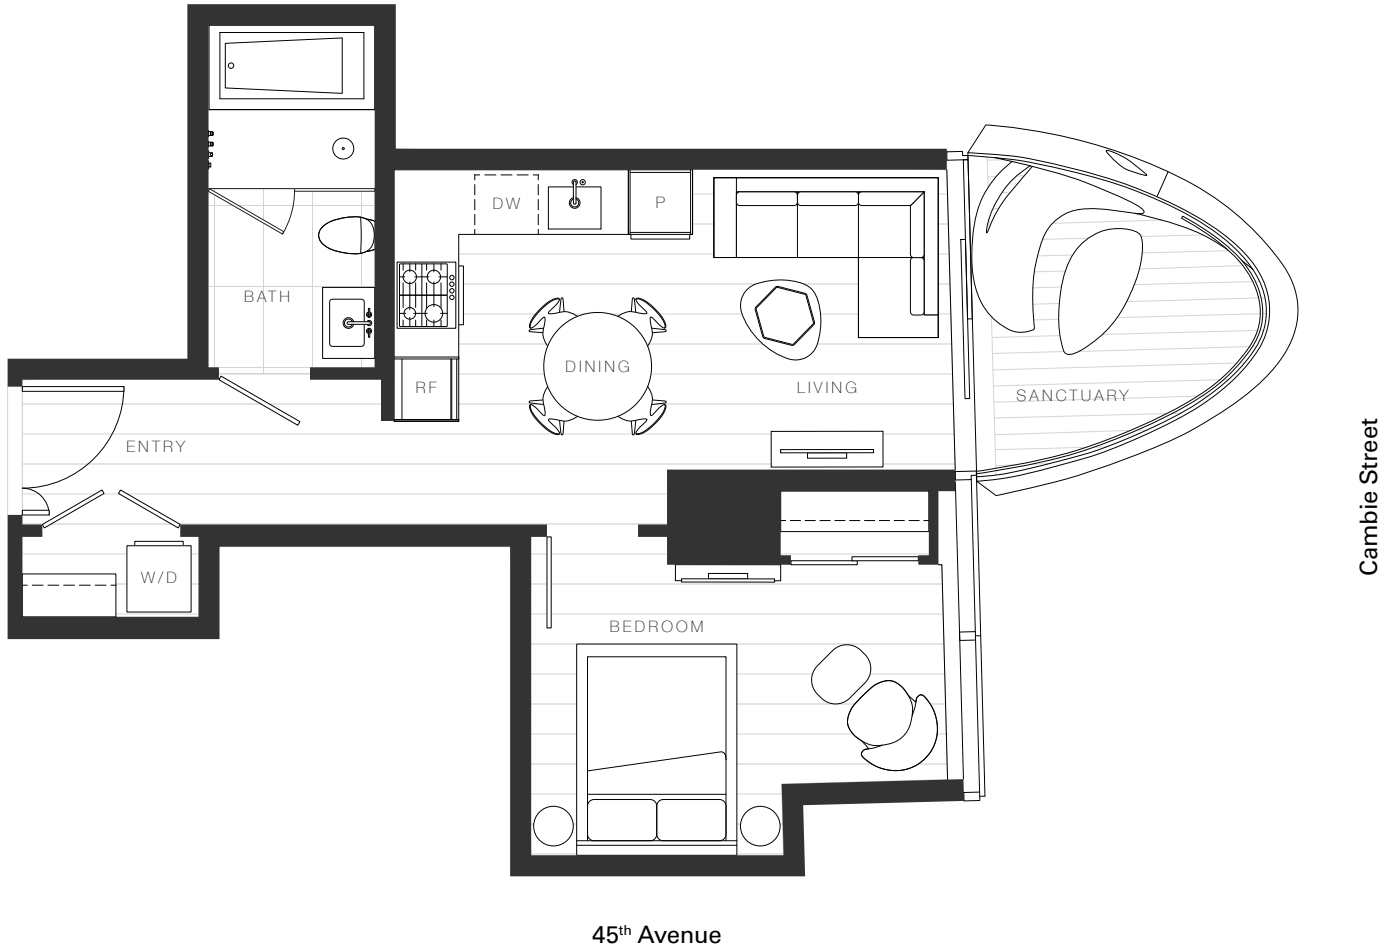 DW
P
BATH
DINING
RF
LIVING
SANCTUARY
ENTRY
W/D
BEDROOM
Cambie Street
45th Avenue